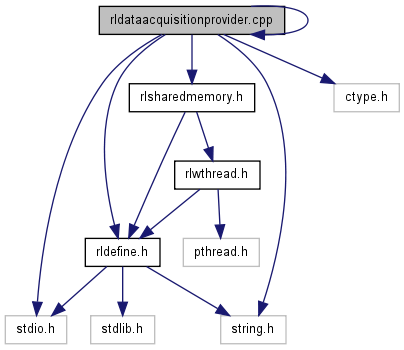 rldataacquisitionprovider.cpp
rlsharedmemory.h
ctype.h
rlwthread.h
rldefine.h
pthread.h
stdio.h
stdlib.h
string.h